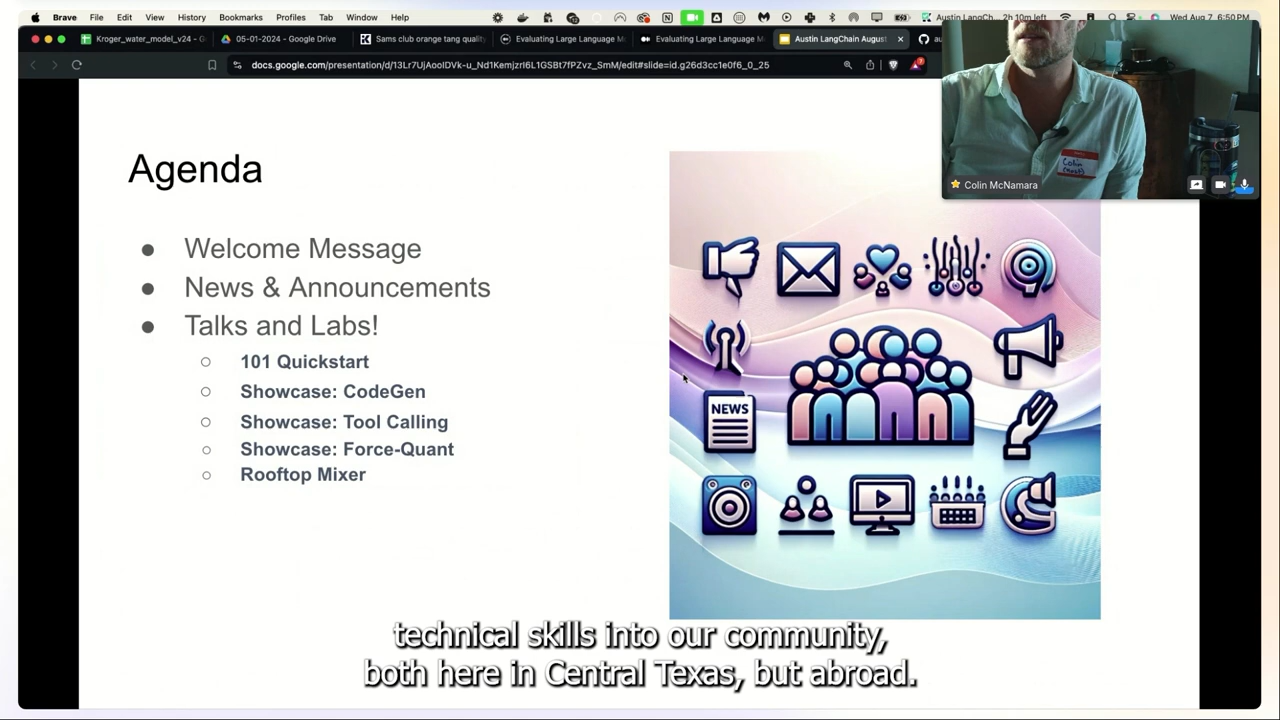 Brave File Edit View History Bookmarks Profiles Tab Window Help Austin LangCh... 2h 10m left Wed Aug 7 6:50 PM
Kroger_water_model_v24 - G 05-01-2024 - Google Drive Sams club orange tang quality Evaluating Large Language M Evaluating Large Language M Austin LangChain August au
docs.google.com/presentation/d/13Lr7UjAoolDVk-u_Nd1Kemjzrl6L1GSBt7fPZvz_SmM/edit#slide=id.g26d3cc1e0f6_0_25
Colin
Colin McNamara
Agenda
● Welcome Message
● News & Announcements
● Talks and Labs!
○ 101 Quickstart
○ Showcase: CodeGen
○ Showcase: Tool Calling
○ Showcase: Force-Quant
○ Rooftop Mixer
NEWS
technical skills into our community,
both here in Central Texas, but abroad.